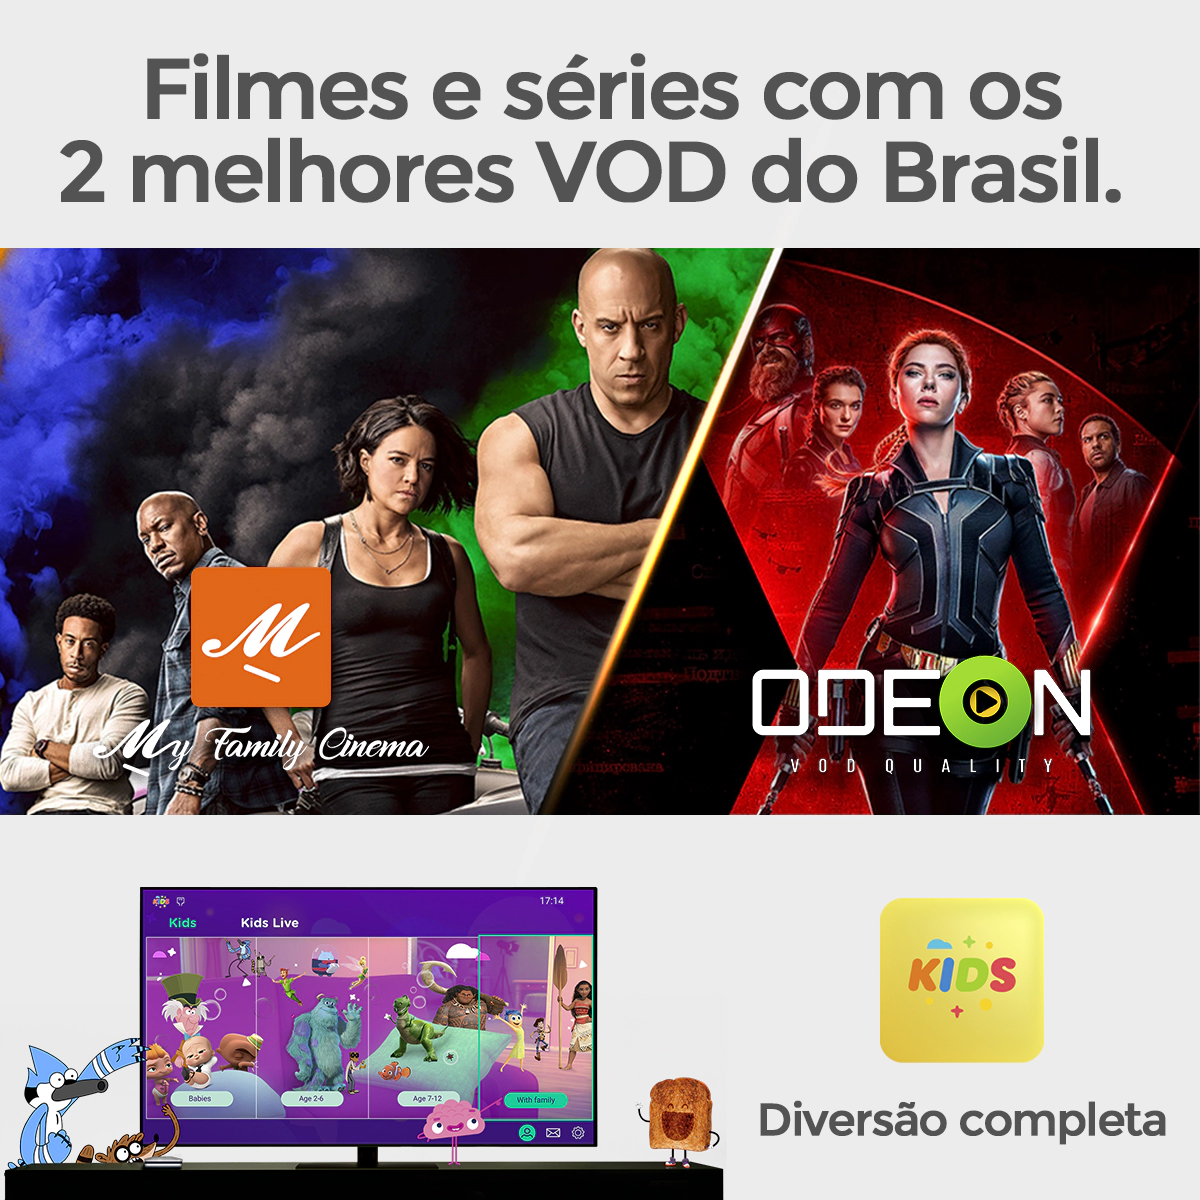 Filmes e séries com os
2 melhores VOD do Brasil.
M
My Family Cinema
ODEON
VOD QUALITY
KIDS
17:14
Kids
Kids Live
Babies
Age 2-6
Age 7-12
With family
KIDS
Diversão completa